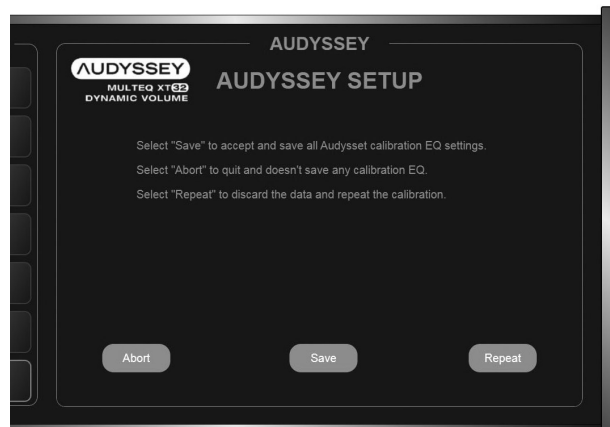 AUDYSSEY
AUDYSSEY
MULTEQ XT32
DYNAMIC VOLUME
AUDYSSEY SETUP
Select "Save" to accept and save all Audysset calibration EQ settings.
Select "Abort" to quit and doesn't save any calibration EQ.
Select "Repeat" to discard the data and repeat the calibration.
Abort
Save
Repeat